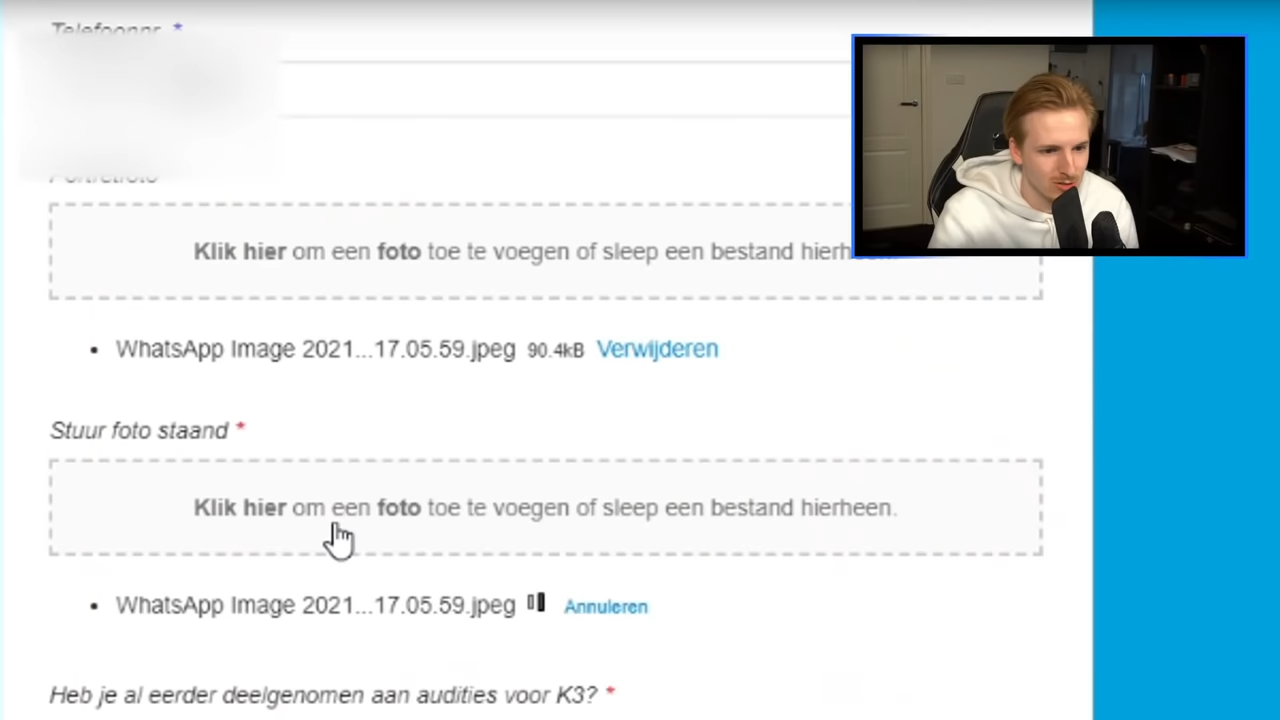 Telefoonnr. *
Portretfoto
Klik hier om een foto toe te voegen of sleep een bestand
WhatsApp Image 2021...17.05.59.jpeg 90.4kB Verwijderen
Stuur foto staand *
Klik hier om een foto toe te voegen of sleep een bestand hierheen.
WhatsApp Image 2021...17.05.59.jpeg Annuleren
Heb je al eerder deelgenomen aan audities voor K3? *